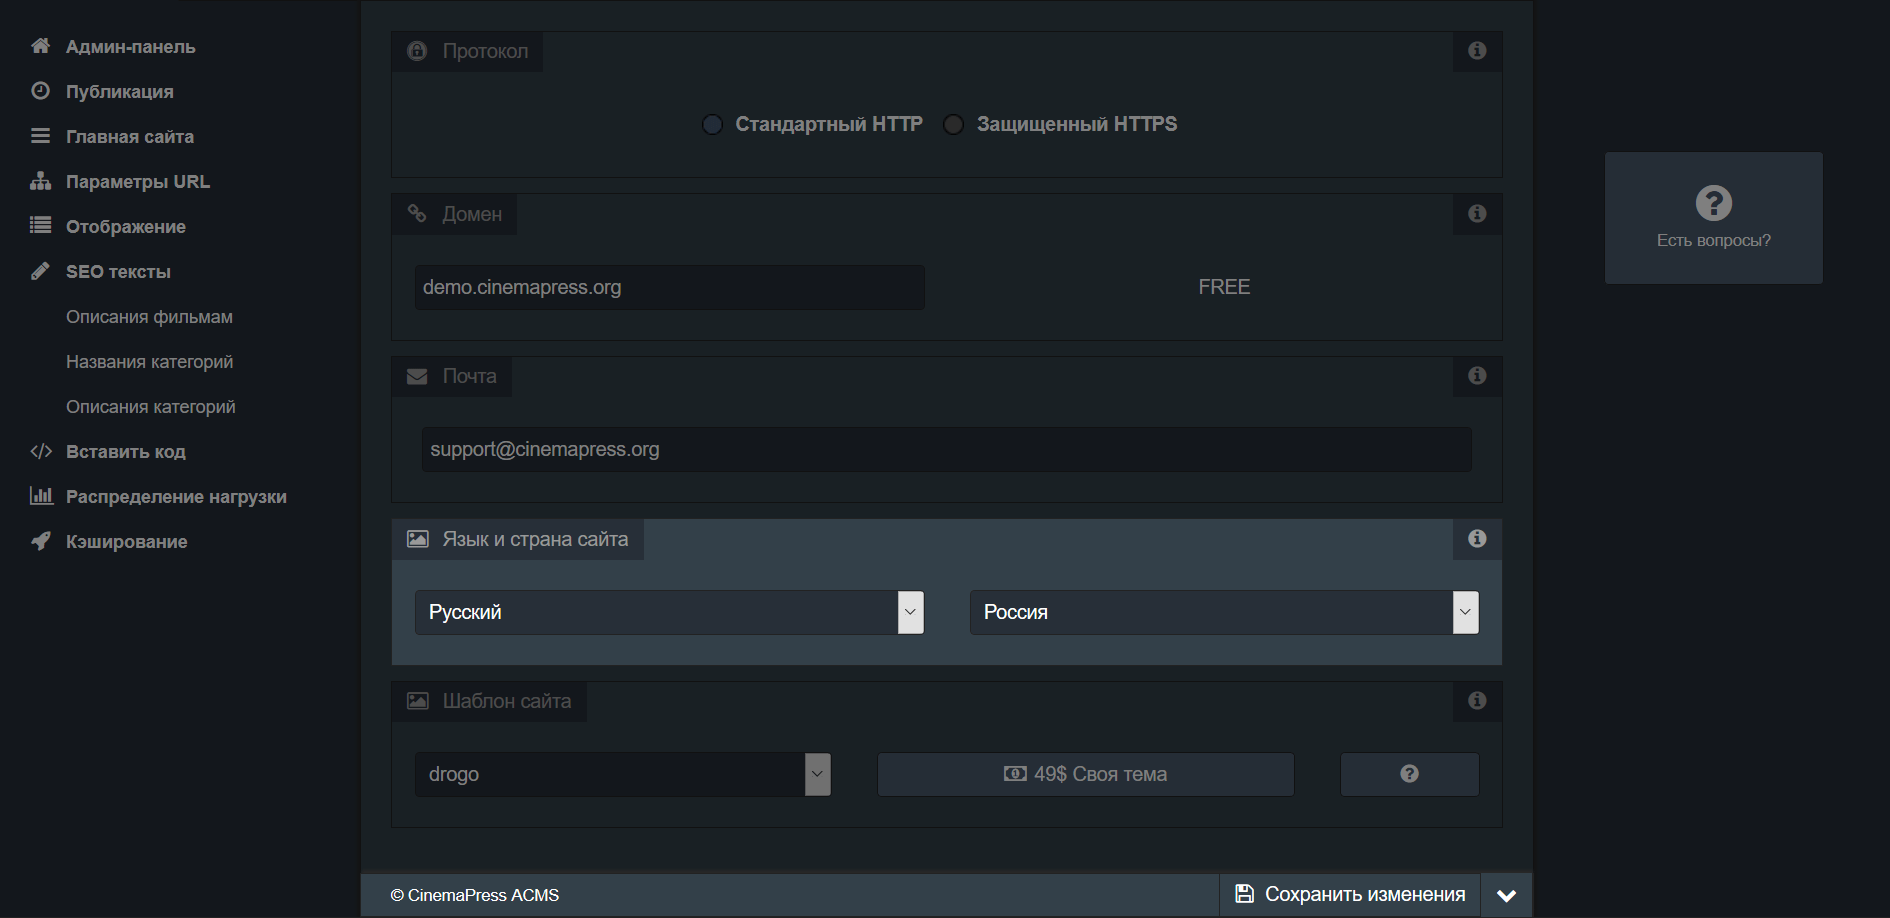 Админ-панель
Публикация
Главная сайта
Параметры URL
Отображение
SEO тексты
Описания фильмам
Названия категорий
Описания категорий
Вставить код
Распределение нагрузки
Кэширование
Протокол
Стандартный HTTP Защищенный HTTPS
Домен
demo.cinemapress.org FREE
Почта
support@cinemapress.org
Язык и страна сайта
Русский Россия
Шаблон сайта
drogo 49$ Своя тема
© CinemaPress ACMS Сохранить изменения
Есть вопросы?